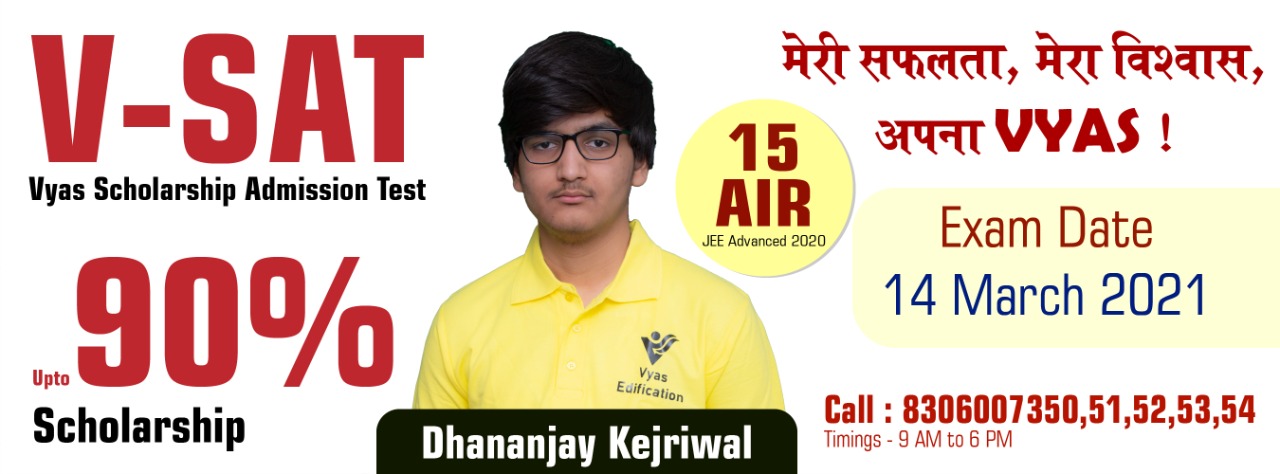 V-SAT
Vyas Scholarship Admission Test
Upto 90%
Scholarship
Vyas
Edification
Dhananjay Kejriwal
15
AIR
JEE Advanced 2020
मेरी सफलता, मेरा विश्वास,
अपना VYAS !
Exam Date
14 March 2021
Call : 8306007350,51,52,53,54
Timings - 9 AM to 6 PM